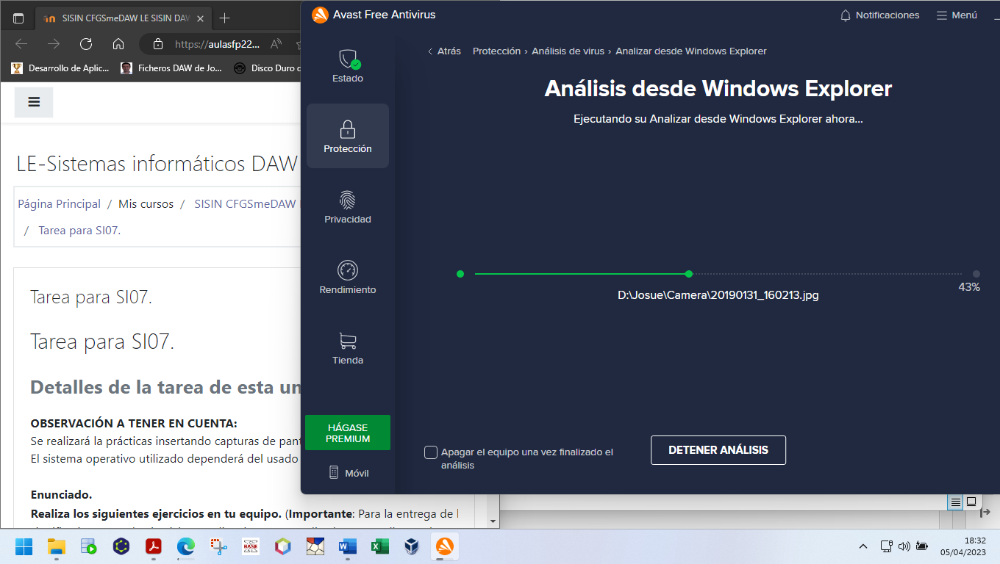 SISIN CFGSmeDAW LE SISIN DAW
https://aulasfp22...
Desarrollo de Aplic...
Ficheros DAW de Jo...
Disco Duro d
LE-Sistemas informáticos DAW
Página Principal / Mis cursos / SISIN CFGSmeDAW
/ Tarea para SI07.
Tarea para SI07.
Tarea para SI07.
Detalles de la tarea de esta un
OBSERVACIÓN A TENER EN CUENTA:
Se realizará la prácticas insertando capturas de pant
El sistema operativo utilizado dependerá del usado
Enunciado.
Realiza los siguientes ejercicios en tu equipo. (Importante: Para la entrega de l
Avast Free Antivirus
Notificaciones
Menú
Estado
Protección
Privacidad
Rendimiento
Tienda
HÁGASE
PREMIUM
Móvil
Atrás
Protección › Análisis de virus › Analizar desde Windows Explorer
Análisis desde Windows Explorer
Ejecutando su Analizar desde Windows Explorer ahora...
43%
D:\Josue\Camera\20190131_160213.jpg
Apagar el equipo una vez finalizado el
análisis
DETENER ANÁLISIS
BASE
18:32
05/04/2023